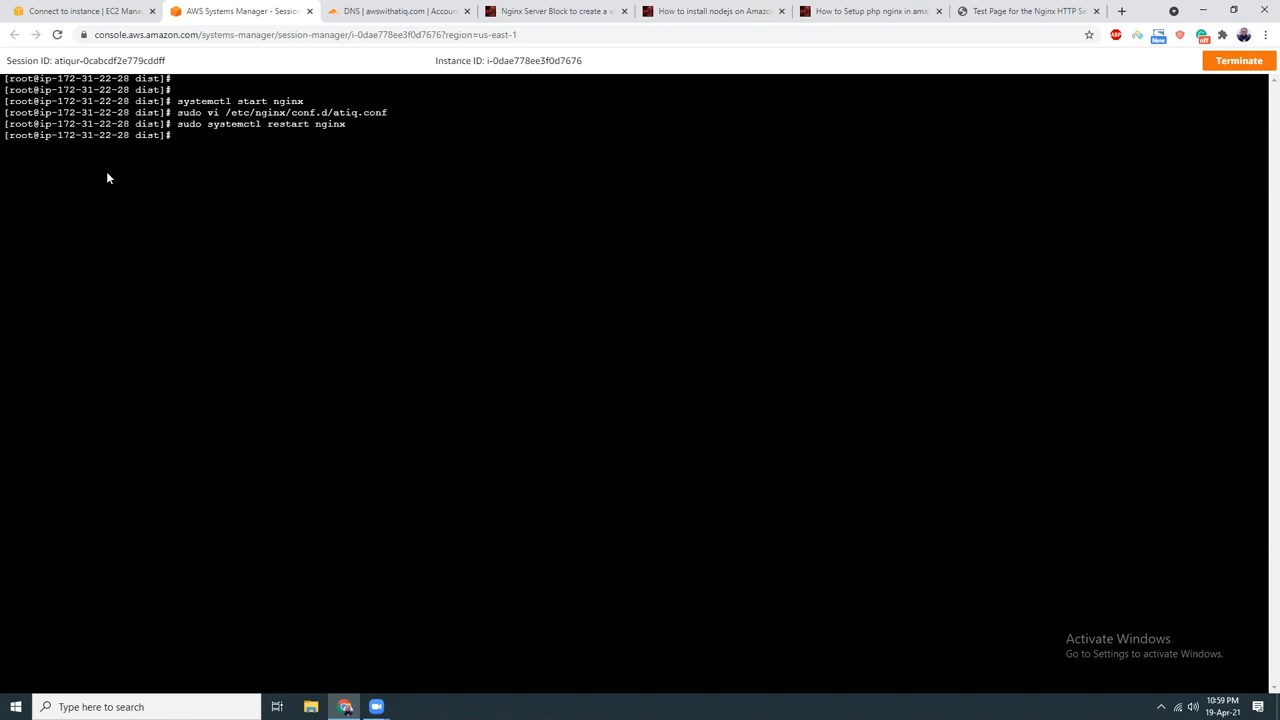 Connect to instance | EC2 Mana
AWS Systems Manager - Sessio
DNS | awswithatiq.com | Accoun
Nginx Server Block to create a v
How to install nodejs on Amazo
How to Setup php nginx in ama
Test Page for the Nginx HTTP Se
console.aws.amazon.com/systems-manager/session-manager/i-0dae778ee3f0d7676?region=us-east-1
ABP
New
off
Session ID: atiqur-0cabcdf2e779cddff
Instance ID: i-0dae778ee3f0d7676
Terminate
[root@ip-172-31-22-28 dist]#
[root@ip-172-31-22-28 dist]#
[root@ip-172-31-22-28 dist]# systemctl start nginx
[root@ip-172-31-22-28 dist]# sudo vi /etc/nginx/conf.d/atiq.conf
[root@ip-172-31-22-28 dist]# sudo systemctl restart nginx
[root@ip-172-31-22-28 dist]#
Activate Windows
Go to Settings to activate Windows.
Type here to search
10:59 PM
19-Apr-21